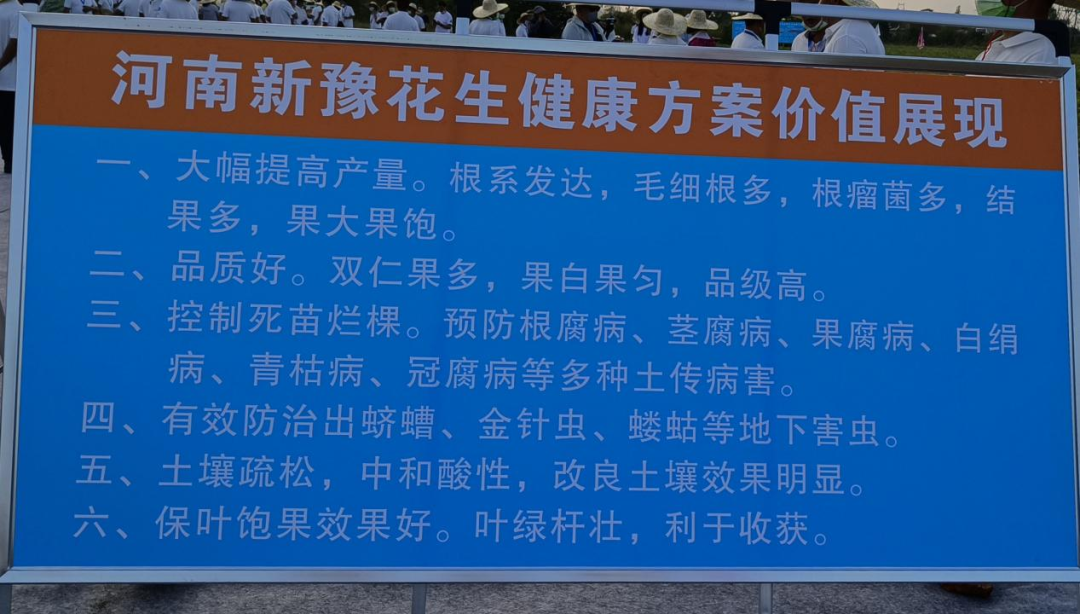 河南新豫花生健康方案价值展现
一、大幅提高产量。根系发达，毛细根多，根瘤菌多，结
果多，果大果饱。
二、品质好。双仁果多，果白果匀，品级高。
三、控制死苗烂棵。预防根腐病、茎腐病、果腐病、白绢
病、青枯病、冠腐病等多种土传病害。
四、有效防治出蛴螬、金针虫、蝼蛄等地下害虫。
五、土壤疏松，中和酸性，改良土壤效果明显。
六、保叶饱果效果好。叶绿杆壮，利于收获。